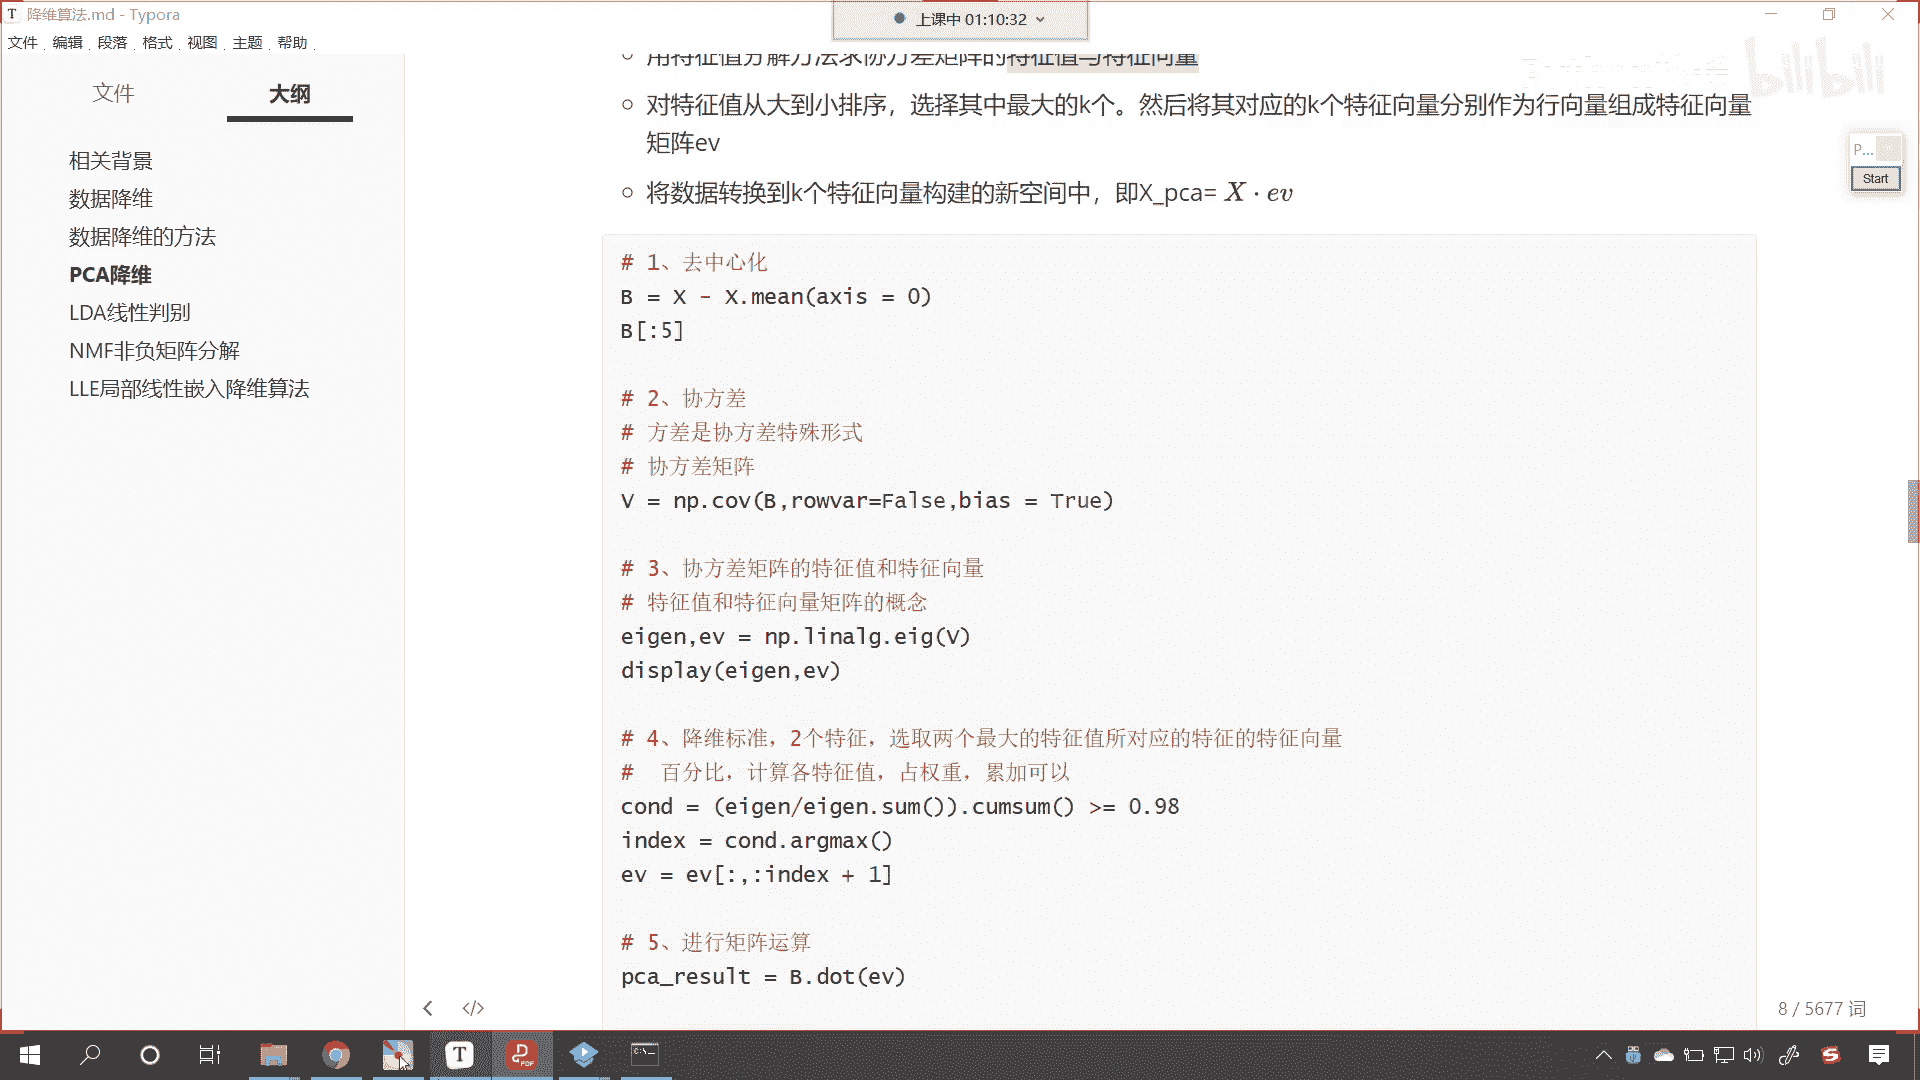 降维算法.md - Typora
上课中 01:10:32
文件 编辑 段落 格式 视图 主题 帮助
文件
大纲
相关背景
数据降维
数据降维的方法
PCA降维
LDA线性判别
NMF非负矩阵分解
LLE局部线性嵌入降维算法
用特征值分解方法求协方差矩阵的特征值与特征向量
对特征值从大到小排序，选择其中最大的k个。然后将其对应的k个特征向量分别作为行向量组成特征向量
矩阵ev
将数据转换到k个特征向量构建的新空间中，即X_pca= X · ev
# 1、去中心化
B = X - X.mean(axis = 0)
B[:5]
# 2、协方差
# 方差是协方差特殊形式
# 协方差矩阵
V = np.cov(B,rowvar=False,bias = True)
# 3、协方差矩阵的特征值和特征向量
# 特征值和特征向量矩阵的概念
eigen,ev = np.linalg.eig(V)
display(eigen,ev)
# 4、降维标准，2个特征，选取两个最大的特征值所对应的特征的特征向量
# 百分比，计算各特征值，占权重，累加可以
cond = (eigen/eigen.sum()).cumsum() >= 0.98
index = cond.argmax()
ev = ev[:,:index + 1]
# 5、进行矩阵运算
pca_result = B.dot(ev)
</>
8 / 5677 词
bilibili
P...
Start